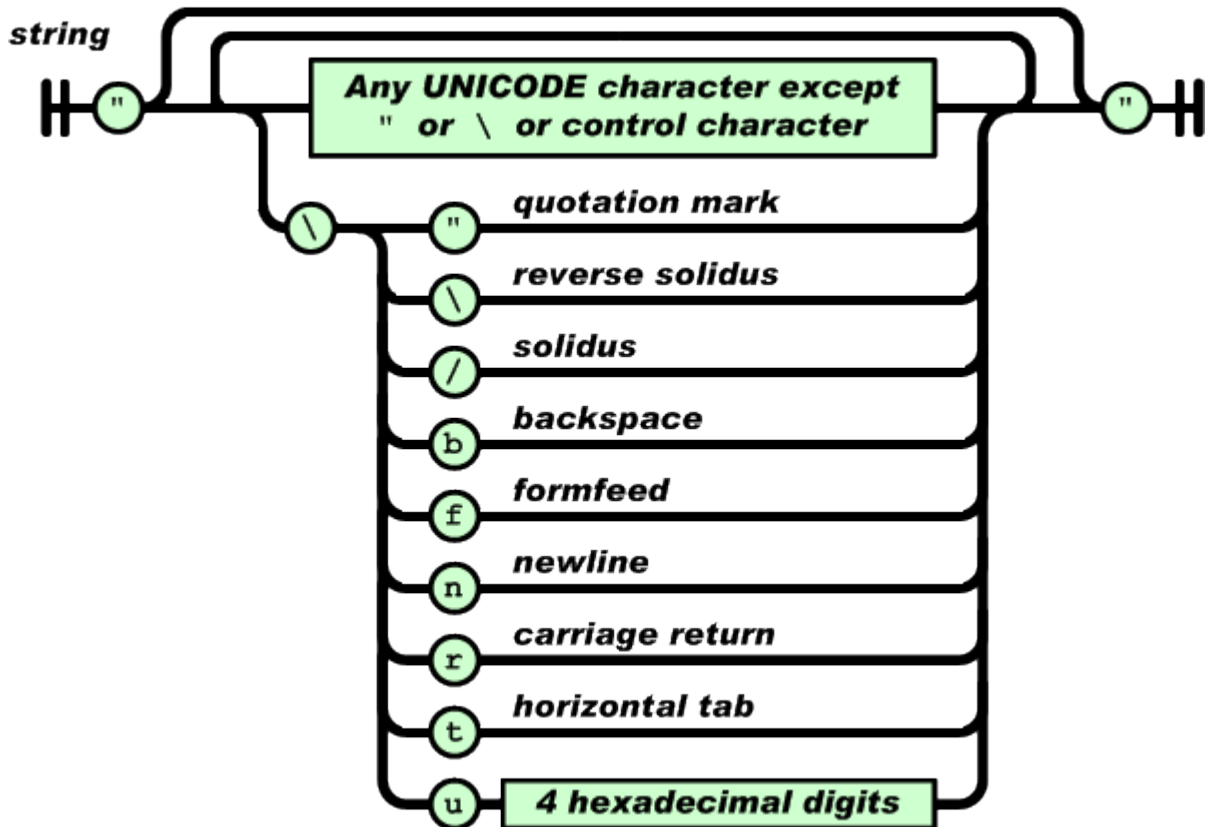 string
"
Any UNICODE character except
" or \ or control character
"
\
" quotation mark
\ reverse solidus
/ solidus
b backspace
f formfeed
n newline
r carriage return
t horizontal tab
u 4 hexadecimal digits